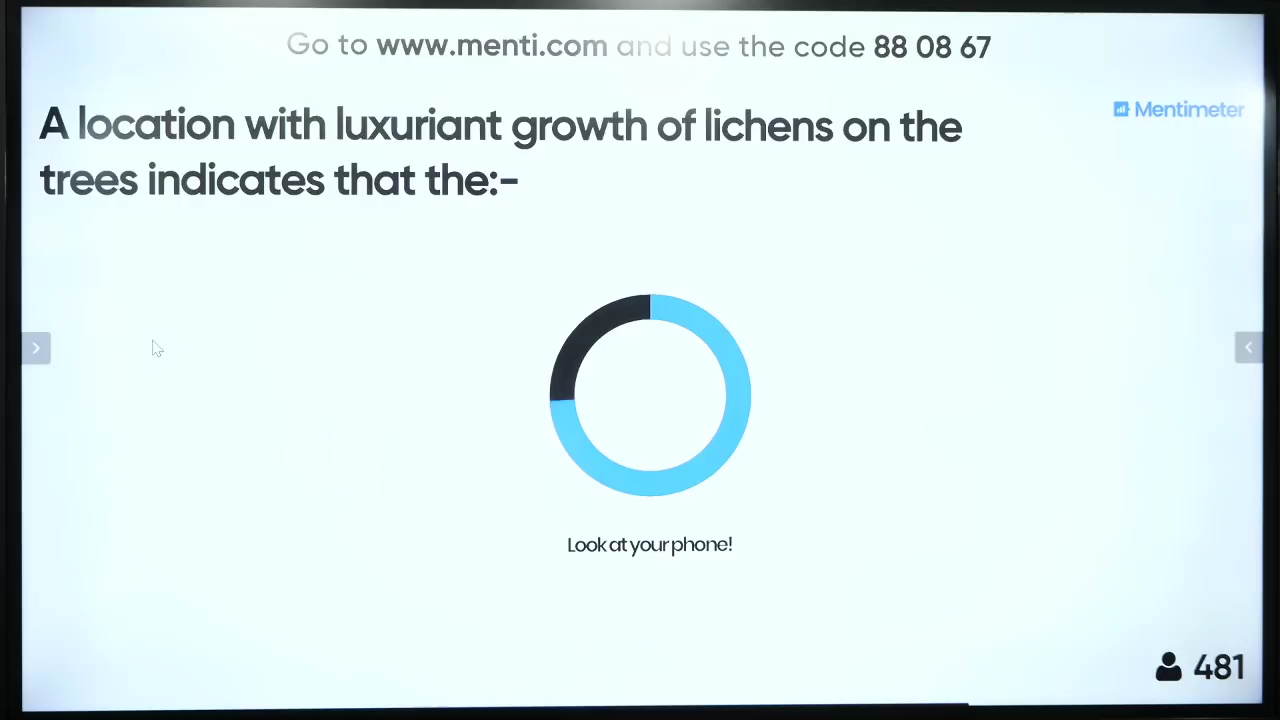 Go to www.menti.com and use the code 88 08 67
Mentimeter
A location with luxuriant growth of lichens on the
trees indicates that the:-
Look at your phone!
481